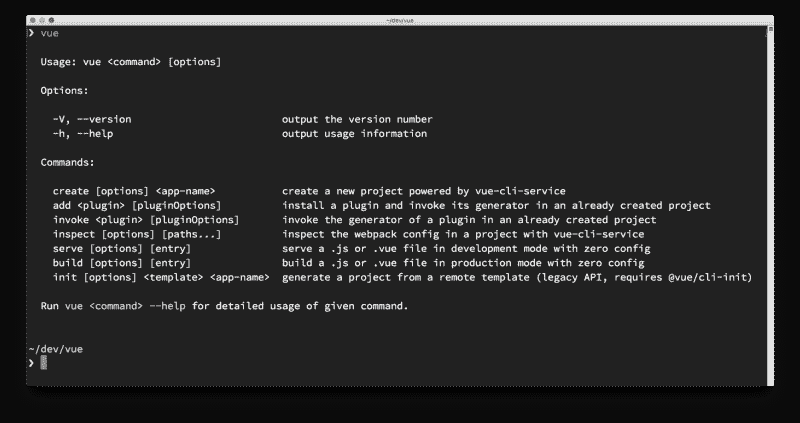 ~/dev/vue
❯ vue
Usage: vue <command> [options]
Options:
-V, --version output the version number
-h, --help output usage information
Commands:
create [options] <app-name> create a new project powered by vue-cli-service
add <plugin> [pluginOptions] install a plugin and invoke its generator in an already created project
invoke <plugin> [pluginOptions] invoke the generator of a plugin in an already created project
inspect [options] [paths...] inspect the webpack config in a project with vue-cli-service
serve [options] [entry] serve a .js or .vue file in development mode with zero config
build [options] [entry] build a .js or .vue file in production mode with zero config
init [options] <template> <app-name> generate a project from a remote template (legacy API, requires @vue/cli-init)
Run vue <command> --help for detailed usage of given command.
~/dev/vue
❯